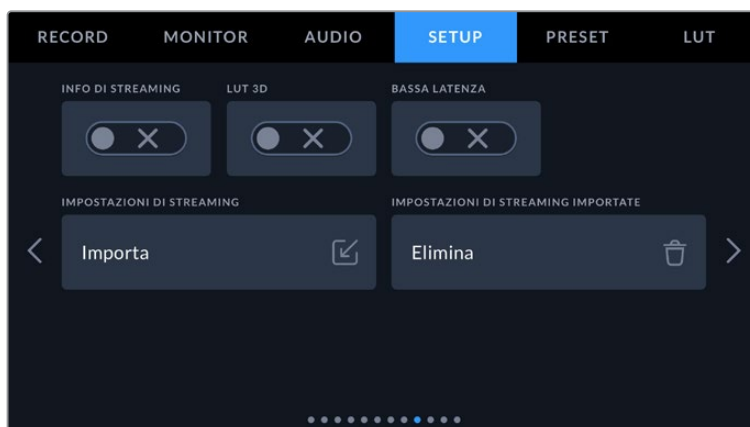 RECORD MONITOR AUDIO SETUP PRESET LUT
INFO DI STREAMING LUT 3D BASSA LATENZA
IMPOSTAZIONI DI STREAMING IMPOSTAZIONI DI STREAMING IMPORTATE
Importa Elimina